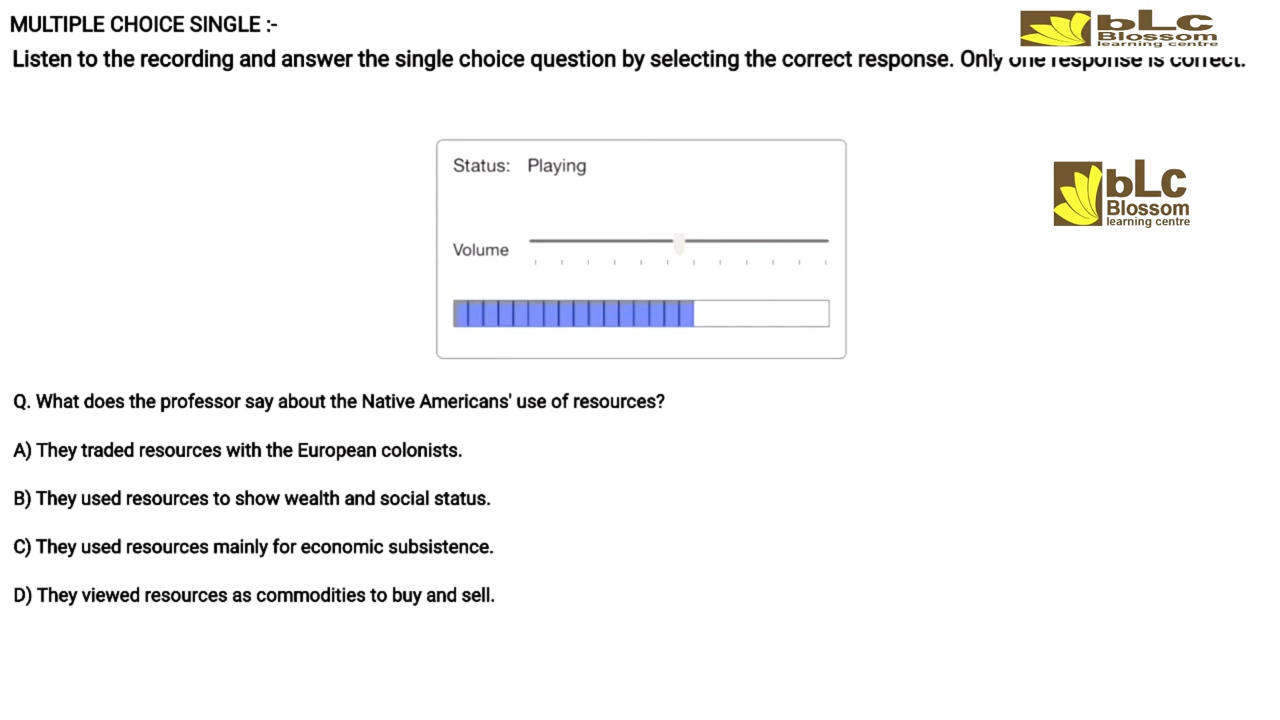 MULTIPLE CHOICE SINGLE :-
bLc
Blossom
learning centre
Listen to the recording and answer the single choice question by selecting the correct response. Only one response is correct.
Status: Playing
bLc
Blossom
learning centre
Volume
Q. What does the professor say about the Native Americans' use of resources?
A) They traded resources with the European colonists.
B) They used resources to show wealth and social status.
C) They used resources mainly for economic subsistence.
D) They viewed resources as commodities to buy and sell.